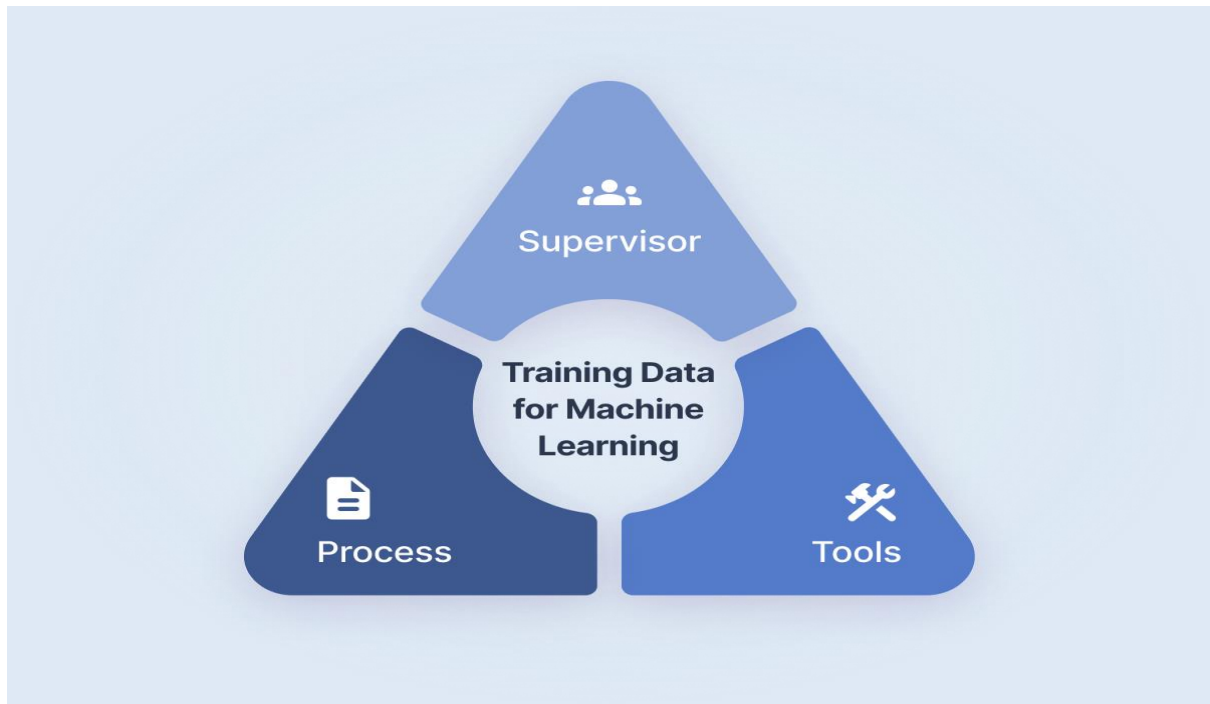 Supervisor
Training Data
for Machine
Learning
Process
Tools